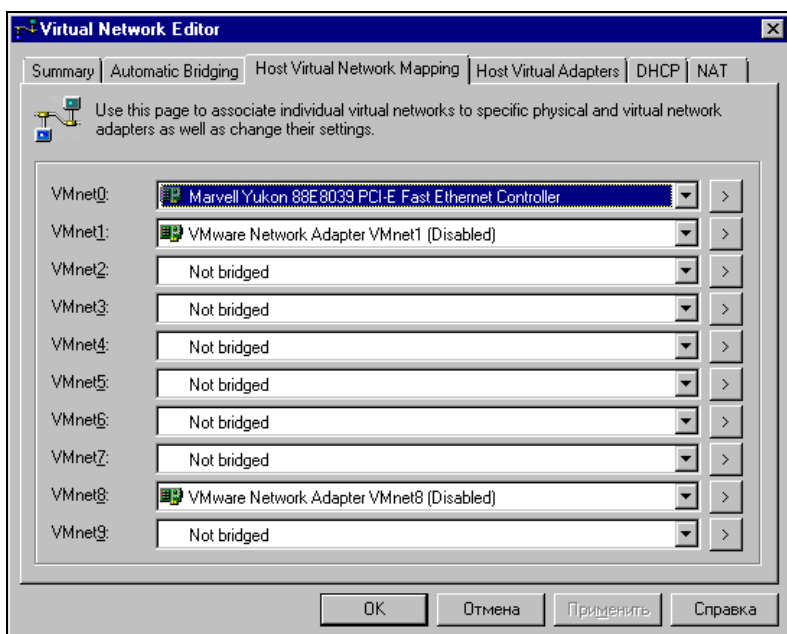 Virtual Network Editor
Summary Automatic Bridging Host Virtual Network Mapping Host Virtual Adapters DHCP NAT
Use this page to associate individual virtual networks to specific physical and virtual network
adapters as well as change their settings.
VMnet0: Marvell Yukon 88E8039 PCI-E Fast Ethernet Controller >
VMnet1: VMware Network Adapter VMnet1 (Disabled) >
VMnet2: Not bridged >
VMnet3: Not bridged >
VMnet4: Not bridged >
VMnet5: Not bridged >
VMnet6: Not bridged >
VMnet7: Not bridged >
VMnet8: VMware Network Adapter VMnet8 (Disabled) >
VMnet9: Not bridged >
OK Отмена Применить Справка